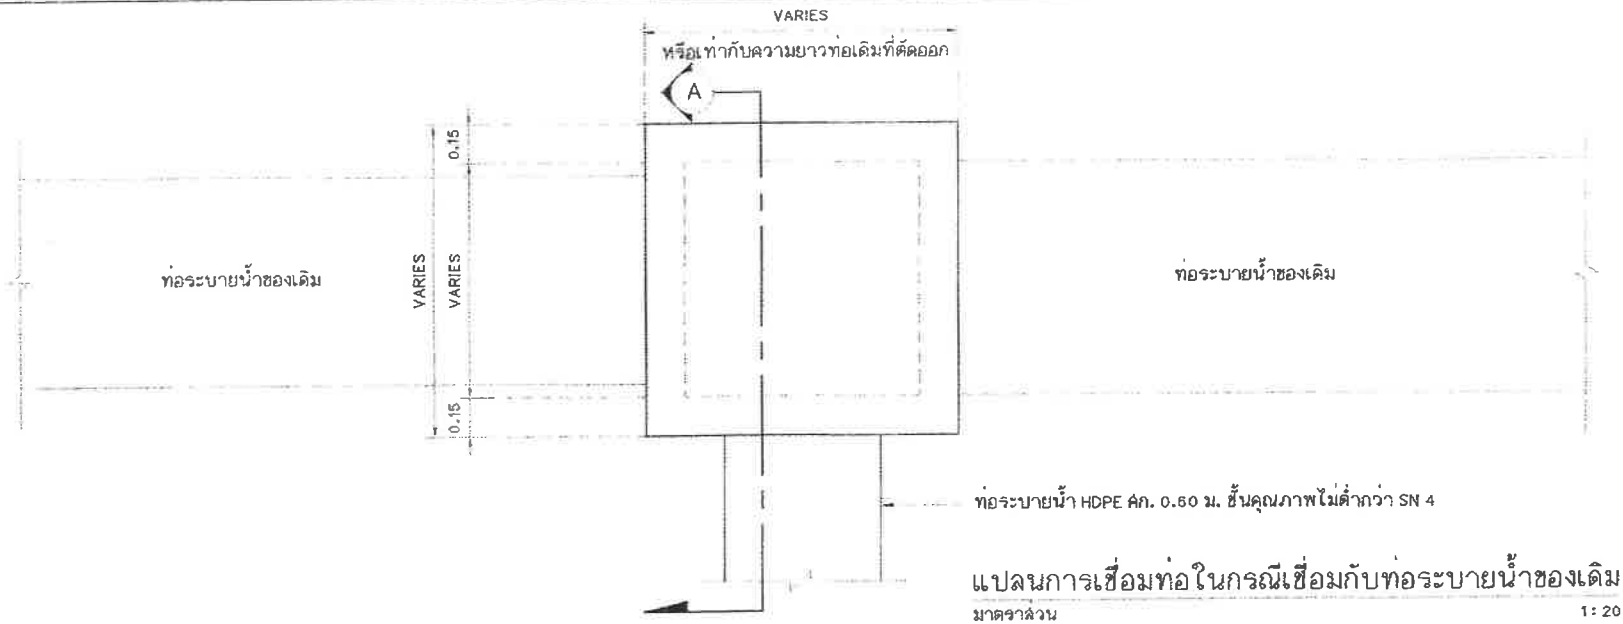 VARIES
หรือเท่ากับความยาวท่อเดิมที่ตัดออก
A
0.15
VARIES
VARIES
0.15
ท่อระบายน้ำของเดิม
ท่อระบายน้ำของเดิม
ท่อระบายน้ำ HDPE ศก. 0.60 ม. ชั้นคุณภาพไม่ต่ำกว่า SN 4
แปลนการเชื่อมท่อในกรณีเชื่อมกับท่อระบายน้ำของเดิม
มาตราส่วน 1:20